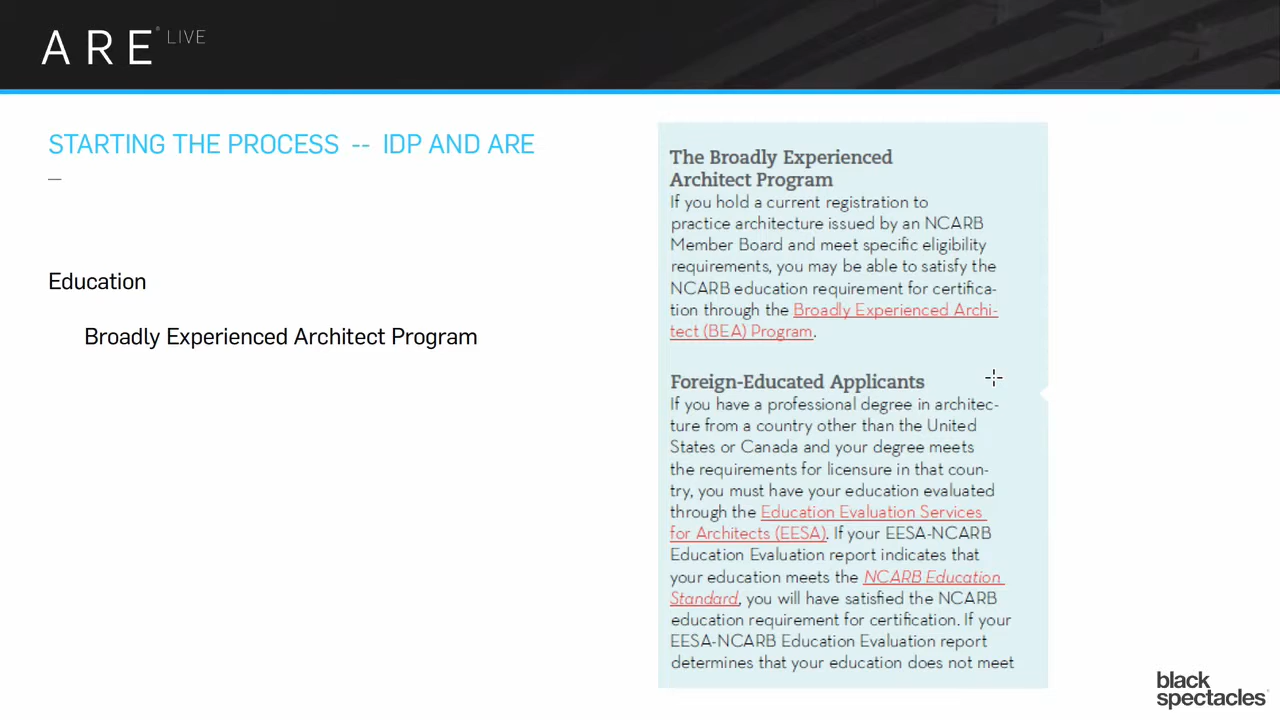 ARE® LIVE
STARTING THE PROCESS -- IDP AND ARE
—
Education
Broadly Experienced Architect Program
The Broadly Experienced
Architect Program
If you hold a current registration to
practice architecture issued by an NCARB
Member Board and meet specific eligibility
requirements, you may be able to satisfy the
NCARB education requirement for certifica-
tion through the Broadly Experienced Archi-
tect (BEA) Program.
Foreign-Educated Applicants
If you have a professional degree in architec-
ture from a country other than the United
States or Canada and your degree meets
the requirements for licensure in that coun-
try, you must have your education evaluated
through the Education Evaluation Services
for Architects (EESA). If your EESA-NCARB
Education Evaluation report indicates that
your education meets the NCARB Education
Standard, you will have satisfied the NCARB
education requirement for certification. If your
EESA-NCARB Education Evaluation report
determines that your education does not meet
black
spectacles